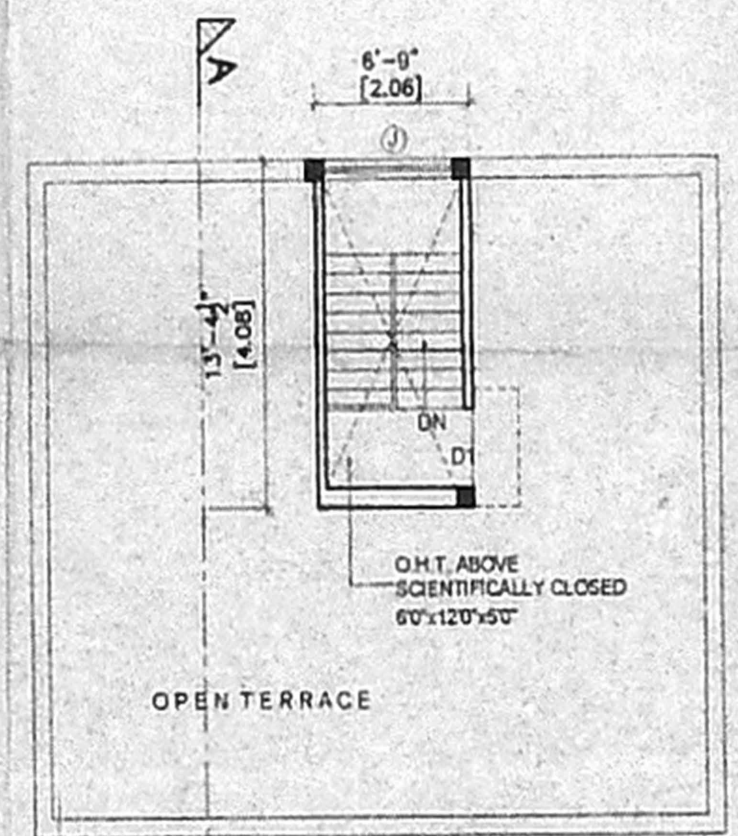 A
6'-9"
[2.06]
J
13'-4½"
[4.08]
DN
D1
O.H.T. ABOVE
SCIENTIFICALLY CLOSED
6'0"x12'0"x5'0"
OPEN TERRACE